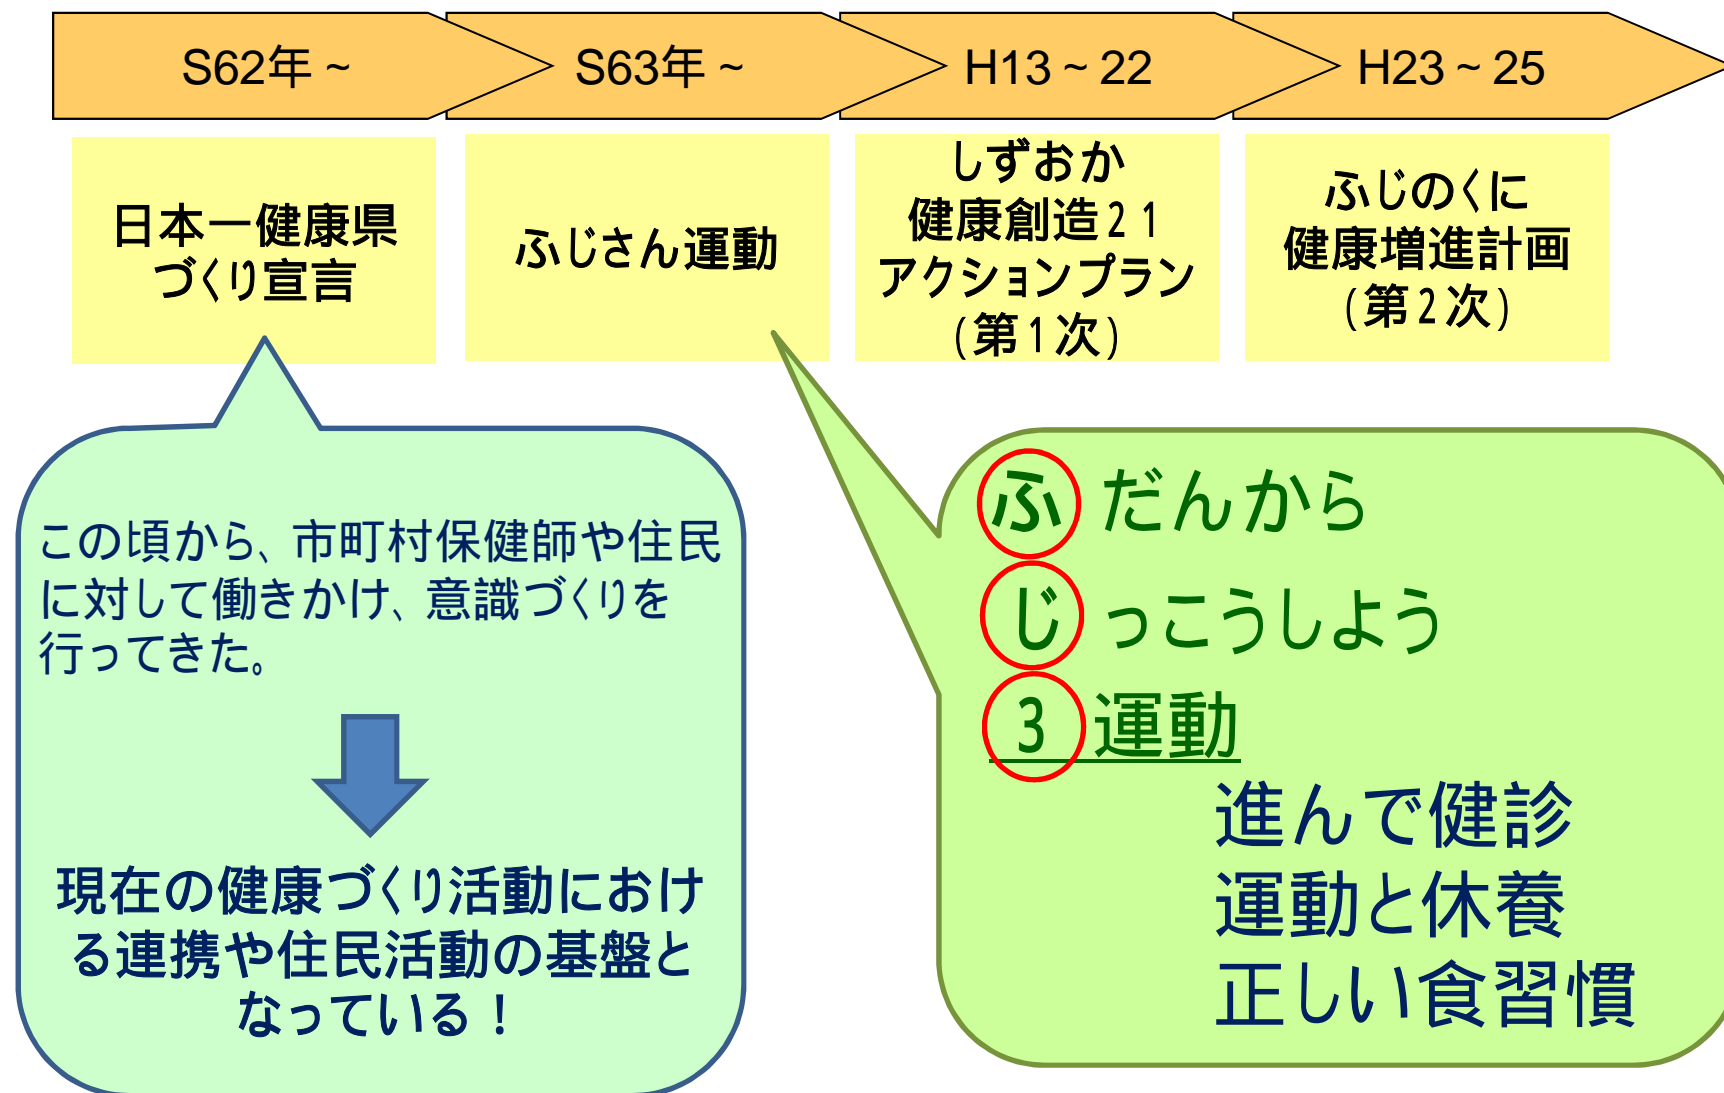 S62年~
S63年~
H13~22
H23~25
日本一健康県
づくり宣言
ふじさん運動
しずおか
健康創造21
アクションプラン
(第1次)
ふじのくに
健康増進計画
(第2次)
この頃から、市町村保健師や住民
に対して働きかけ、意識づくりを
行ってきた。
現在の健康づくり活動におけ
る連携や住民活動の基盤と
なっている!
ふ だんから
じ っこうしよう
3 運動
進んで健診
運動と休養
正しい食習慣